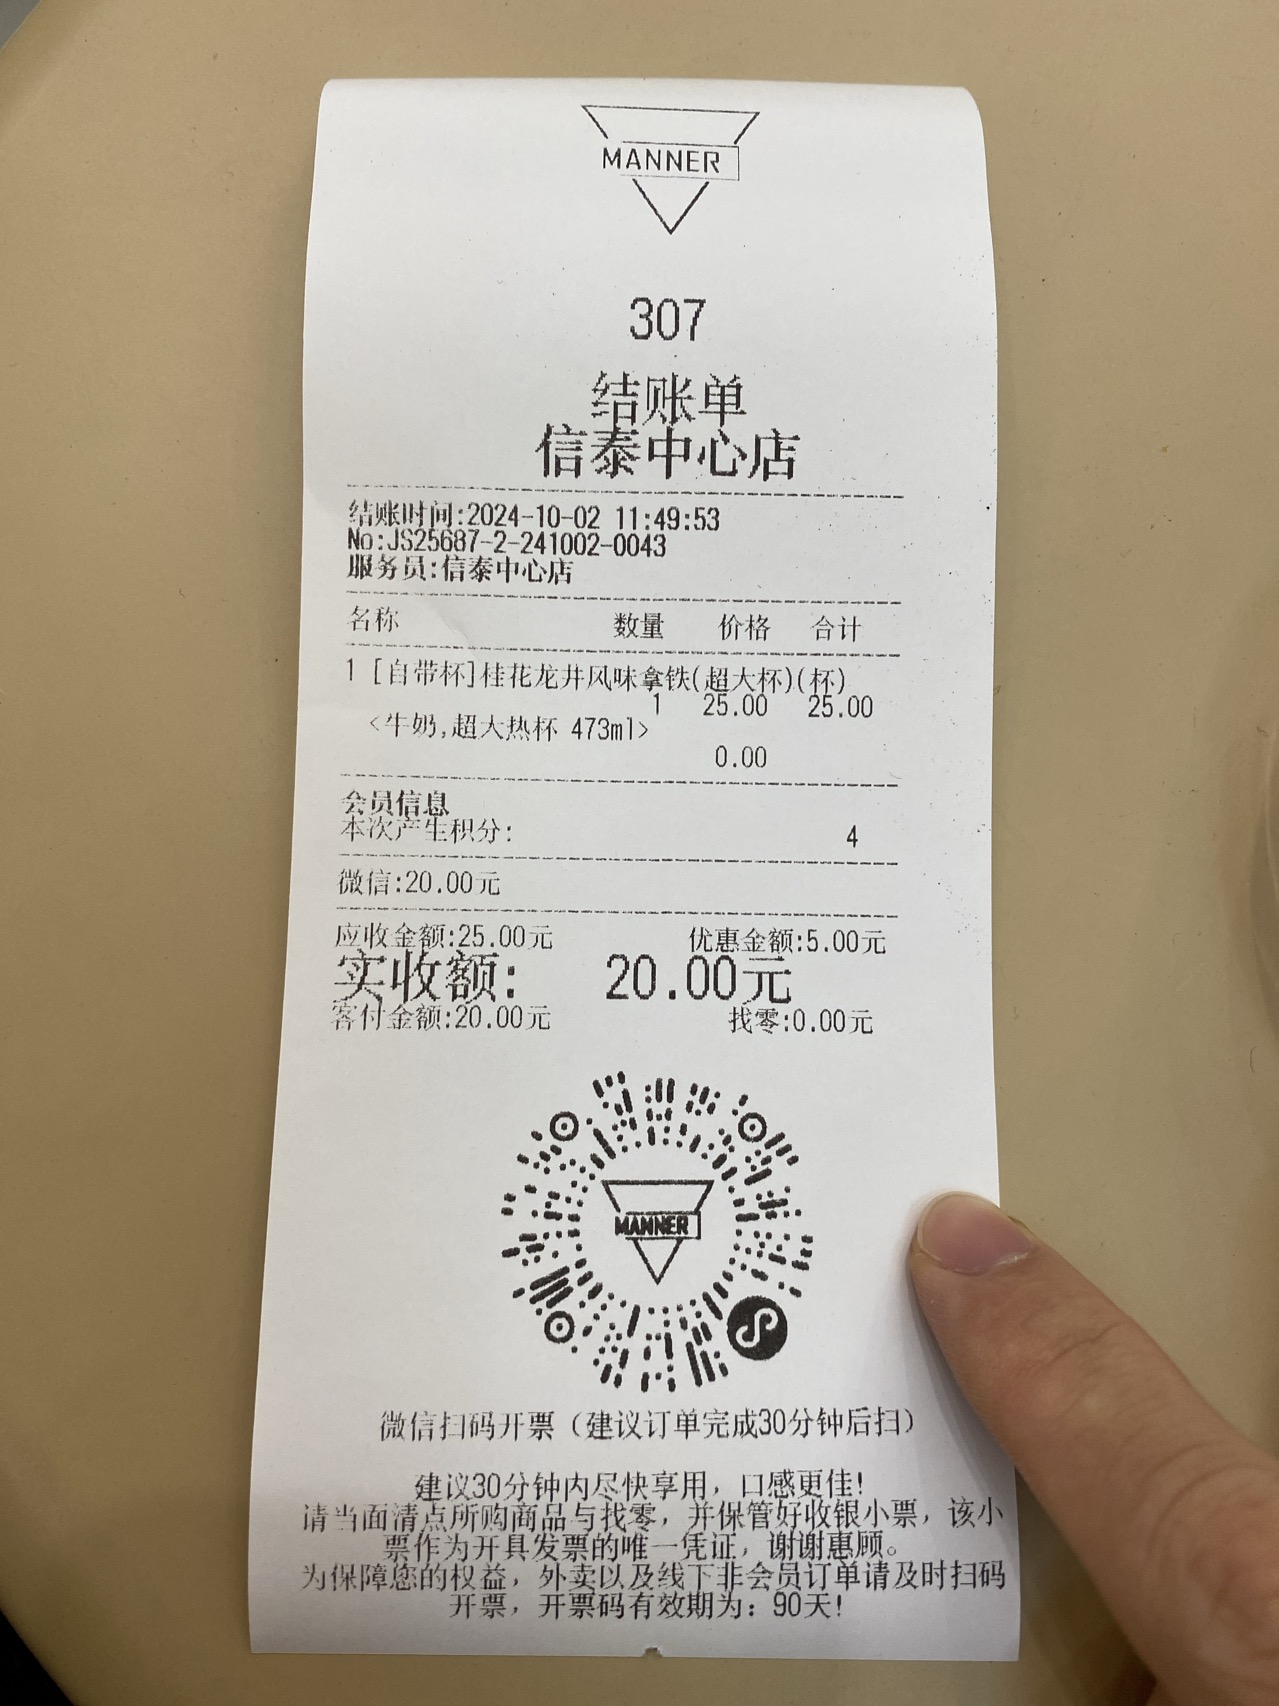 MANNER
307
结账单
信泰中心店
结账时间:2024-10-02 11:49:53
No:JS25687-2-241002-0043
服务员:信泰中心店
名称 数量 价格 合计
1 [自带杯]桂花龙井风味拿铁(超大杯)(杯)
1 25.00 25.00
<牛奶,超大热杯 473ml>
0.00
会员信息
本次产生积分: 4
微信:20.00元
应收金额:25.00元 优惠金额:5.00元
实收额: 20.00元
客付金额:20.00元 找零:0.00元
MANNER
微信扫码开票（建议订单完成30分钟后扫）
建议30分钟内尽快享用，口感更佳!
请当面清点所购商品与找零，并保管好收银小票，该小
票作为开具发票的唯一凭证，谢谢惠顾。
为保障您的权益，外卖以及线下非会员订单请及时扫码
开票，开票码有效期为：90天!